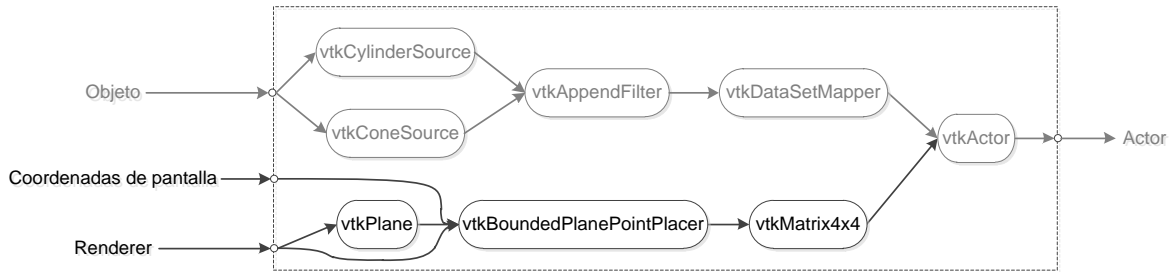 vtkCylinderSource
Objeto
vtkAppendFilter
vtkDataSetMapper
vtkConeSource
vtkActor
Actor
Coordenadas de pantalla
vtkPlane
vtkBoundedPlanePointPlacer
vtkMatrix4x4
Renderer